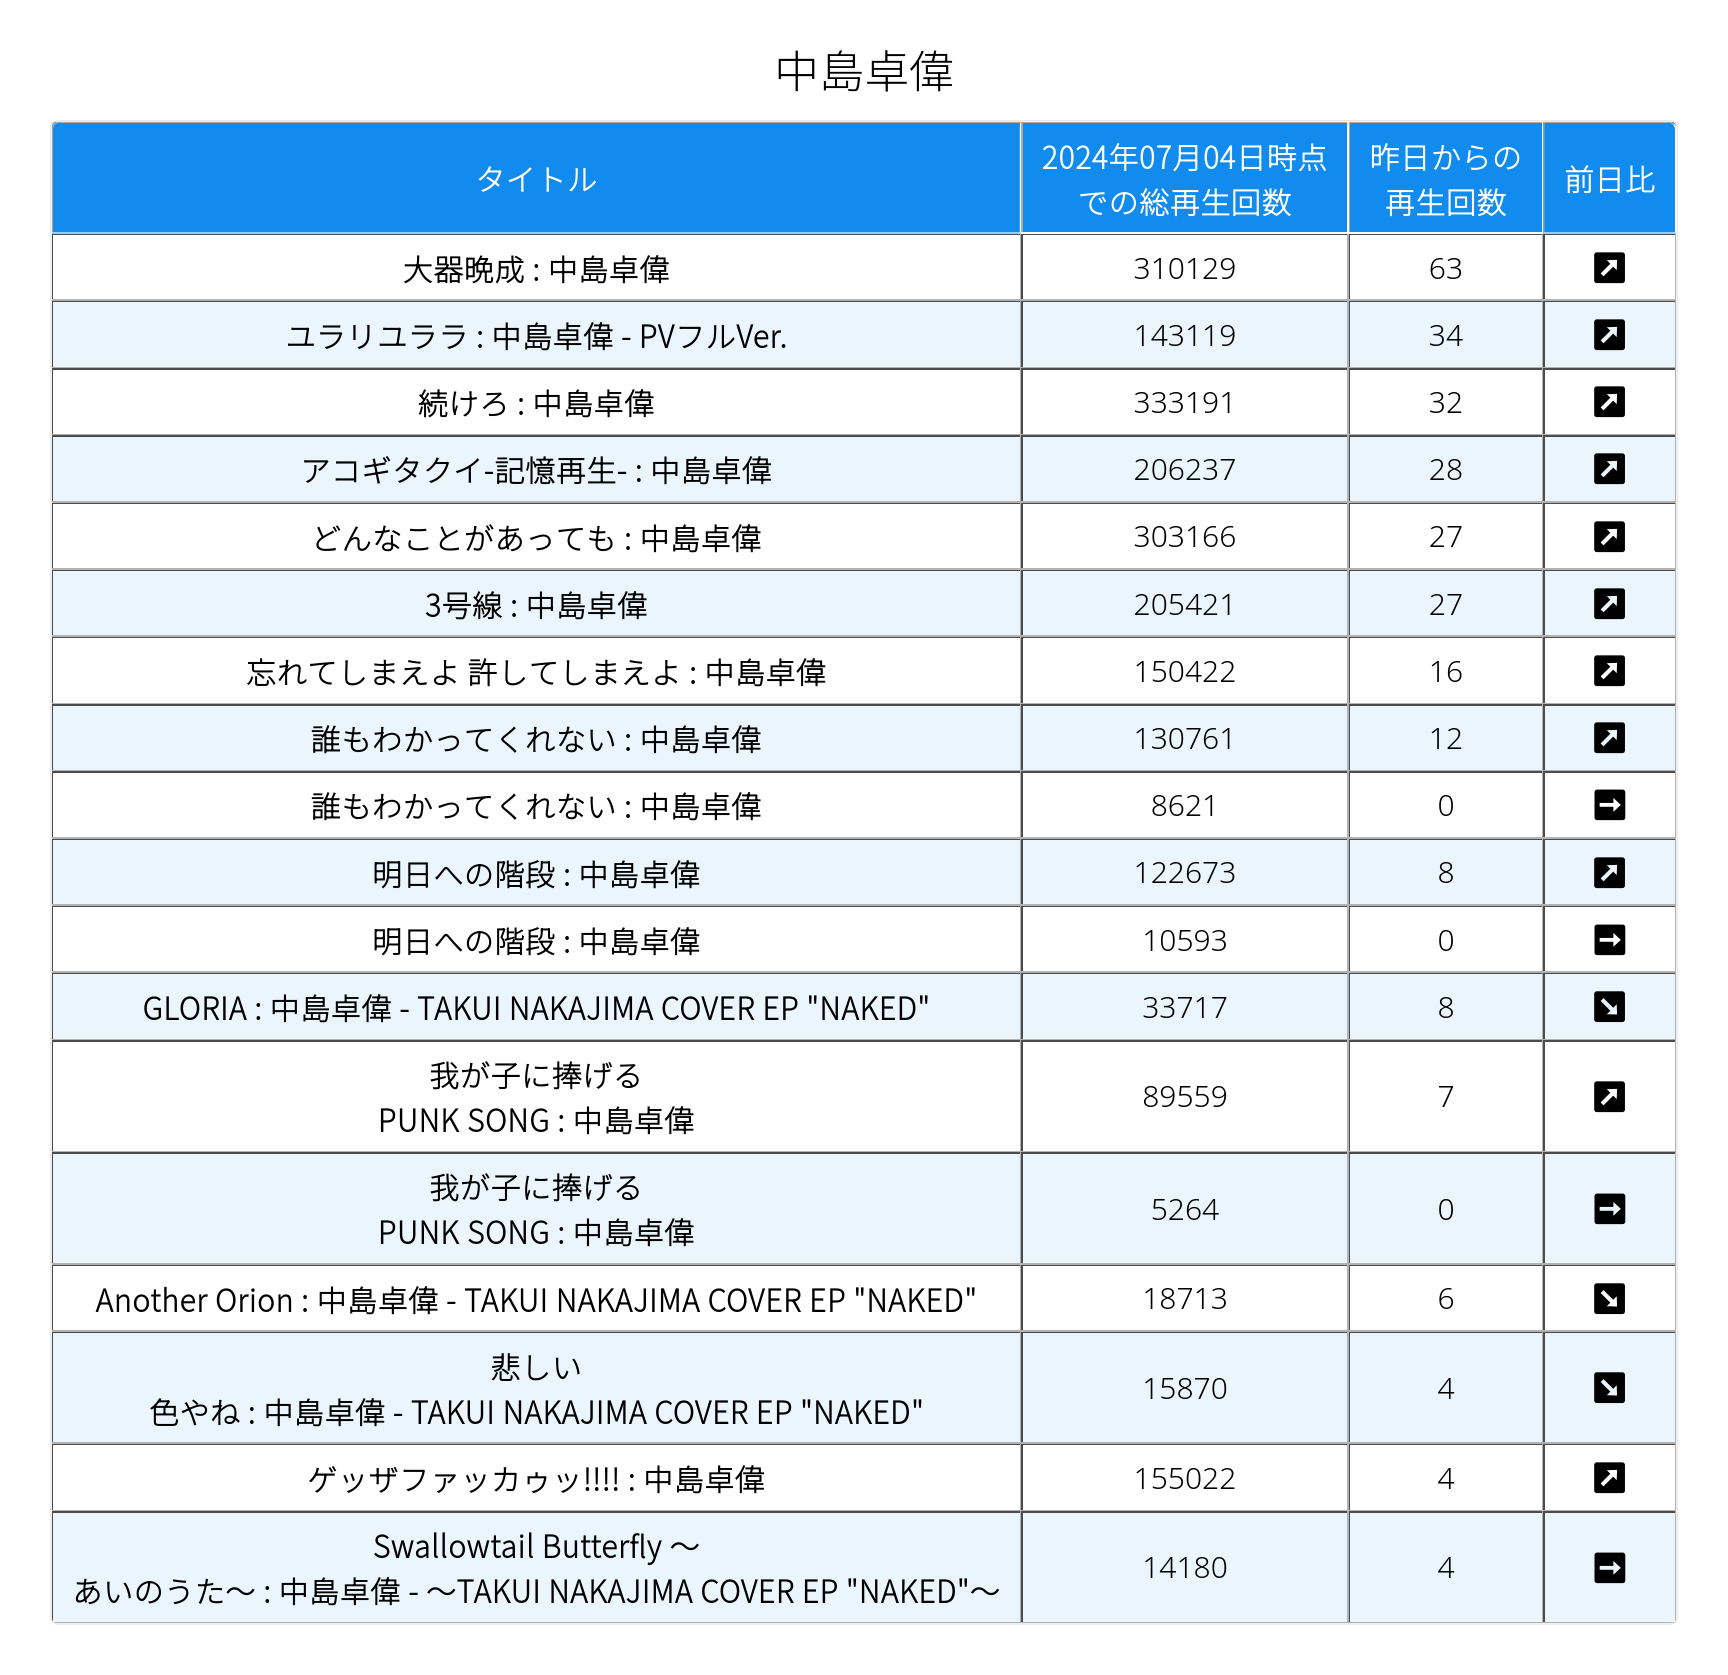 中島卓偉
タイトル
2024年07月04日時点
での総再生回数
昨日からの
再生回数
前日比
大器晩成 : 中島卓偉 310129 63
ユラリユララ : 中島卓偉 - PVフルVer. 143119 34
続けろ : 中島卓偉 333191 32
アコギタクイ-記憶再生- : 中島卓偉 206237 28
どんなことがあっても : 中島卓偉 303166 27
3号線 : 中島卓偉 205421 27
忘れてしまえよ 許してしまえよ : 中島卓偉 150422 16
誰もわかってくれない : 中島卓偉 130761 12
誰もわかってくれない : 中島卓偉 8621 0
明日への階段 : 中島卓偉 122673 8
明日への階段 : 中島卓偉 10593 0
GLORIA : 中島卓偉 - TAKUI NAKAJIMA COVER EP "NAKED" 33717 8
我が子に捧げる
PUNK SONG : 中島卓偉 89559 7
我が子に捧げる
PUNK SONG : 中島卓偉 5264 0
Another Orion : 中島卓偉 - TAKUI NAKAJIMA COVER EP "NAKED" 18713 6
悲しい
色やね : 中島卓偉 - TAKUI NAKAJIMA COVER EP "NAKED" 15870 4
ゲッザファッカゥッ!!!! : 中島卓偉 155022 4
Swallowtail Butterfly 〜
あいのうた〜 : 中島卓偉 - 〜TAKUI NAKAJIMA COVER EP "NAKED"〜 14180 4